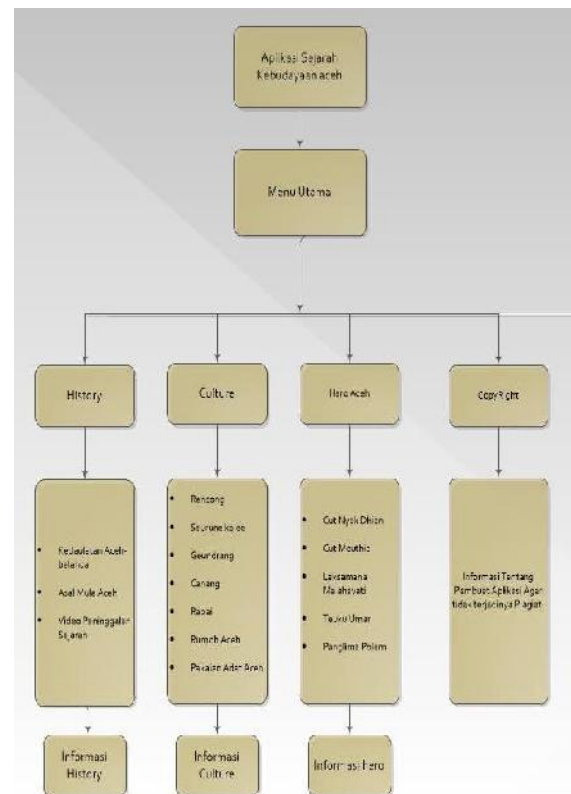 Aplikasi Sejarah
Kebudayaan aceh
Menu Utama
History
Culture
Hero Aceh
CopyRight
Kedaulatan Aceh-
belanda
Asal Mula Aceh
Video Peninggalan
Sejarah
Rencong
Seurune kalee
Geundrang
Canang
Rapai
Rumoh Aceh
Pakaian Adat Aceh
Cut Nyak Dhien
Cut Meuthia
Laksamana
Malahayati
Teuku Umar
Panglima Polem
Informasi Tentang
Pembuat Aplikasi Agar
tidak terjadinya Plagiat
Informasi
History
Informasi
Culture
Informasi Hero